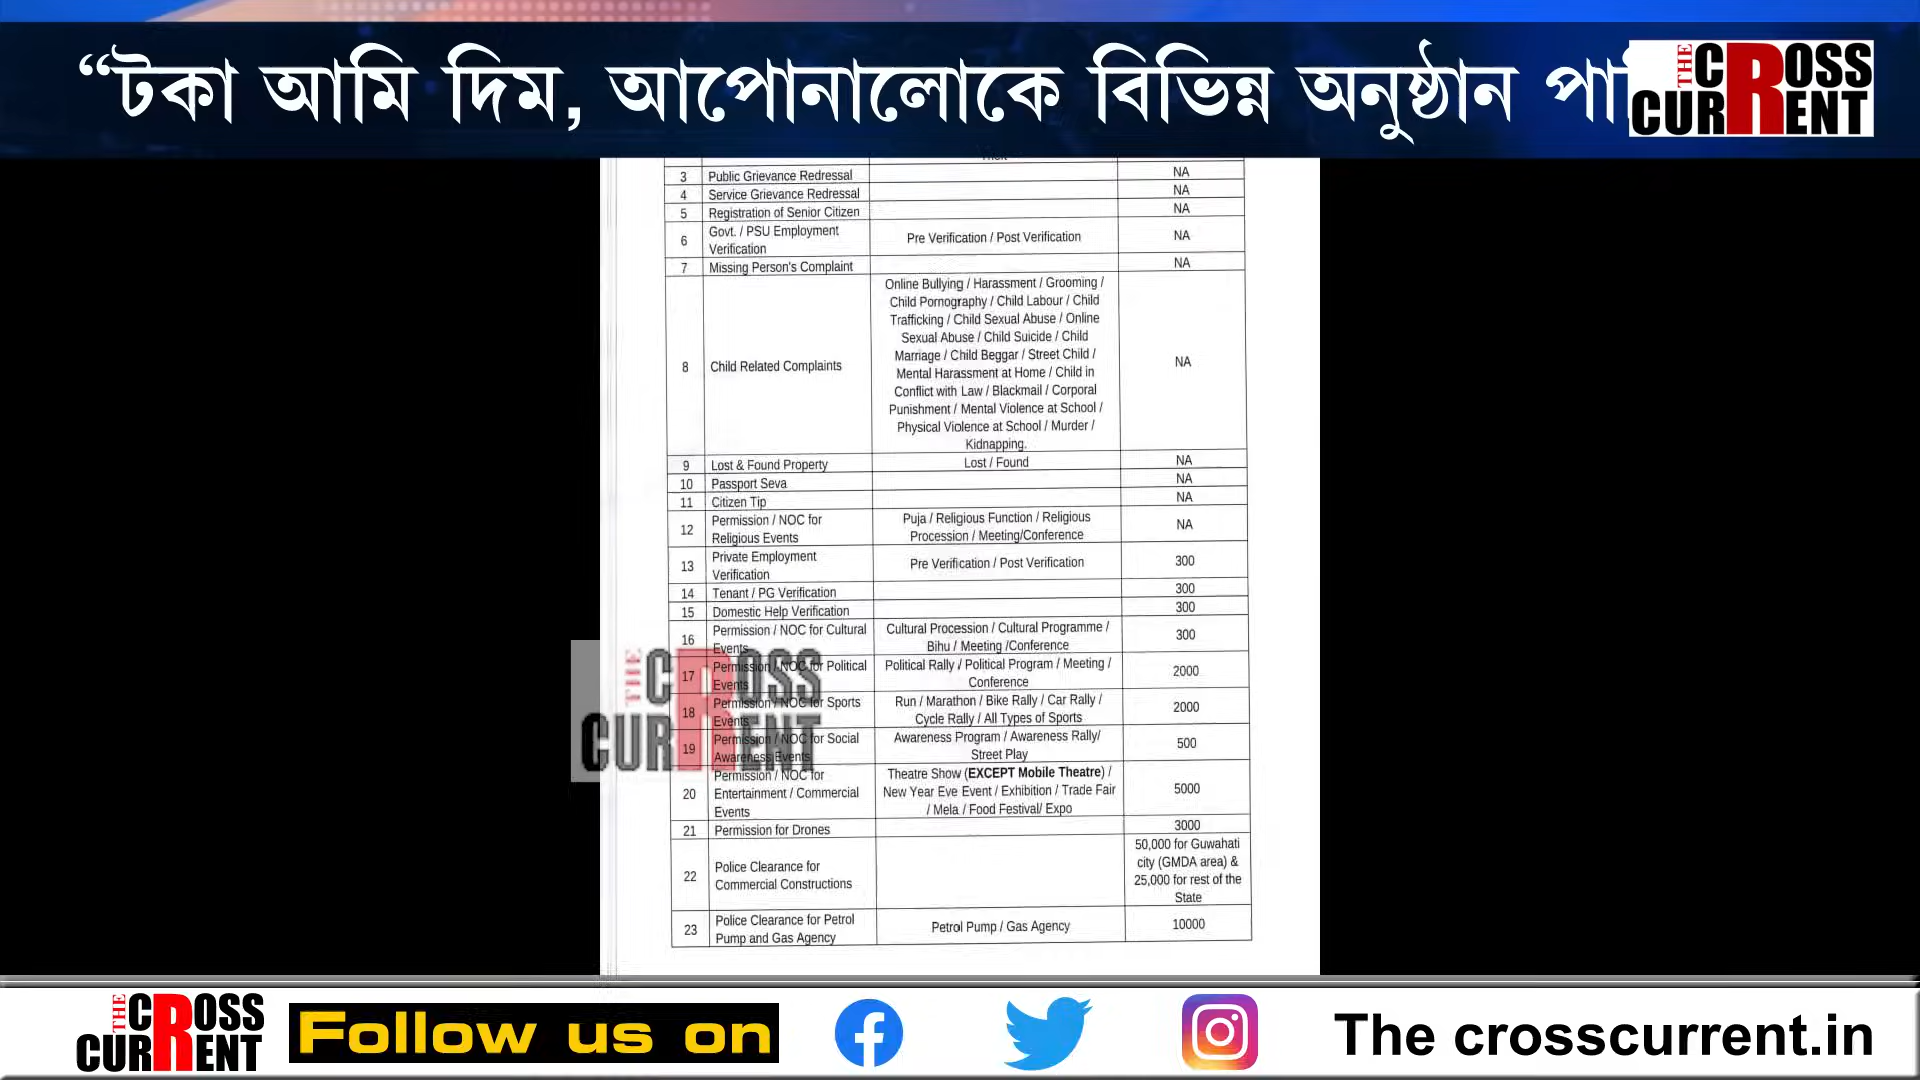 “টকা আমি দিম, আপোনালোকে বিভিন্ন অনুষ্ঠান
THE CROSS
CURRENT
3 Public Grievance Redressal NA
4 Service Grievance Redressal NA
5 Registration of Senior Citizen NA
6 Govt. / PSU Employment Verification Pre Verification / Post Verification NA
7 Missing Person's Complaint NA
8 Child Related Complaints
Online Bullying / Harassment / Grooming /
Child Pornography / Child Labour / Child
Trafficking / Child Sexual Abuse / Online
Sexual Abuse / Child Suicide / Child
Marriage / Child Beggar / Street Child /
Mental Harassment at Home / Child in
Conflict with Law / Blackmail / Corporal
Punishment / Mental Violence at School /
Physical Violence at School / Murder /
Kidnapping.
NA
9 Lost & Found Property Lost / Found NA
10 Passport Seva NA
11 Citizen Tip NA
12 Permission / NOC for
Religious Events
Puja / Religious Function / Religious
Procession / Meeting/Conference
NA
13 Private Employment
Verification
Pre Verification / Post Verification
300
14 Tenant / PG Verification 300
15 Domestic Help Verification 300
16 Permission / NOC for Cultural
Events
Cultural Procession / Cultural Programme /
Bihu / Meeting /Conference
300
17 Permission / NOC for Political
Events
Political Rally / Political Program / Meeting /
Conference
2000
18 Permission / NOC for Sports
Events
Run / Marathon / Bike Rally / Car Rally /
Cycle Rally / All Types of Sports
2000
19 Permission / NOC for Social
Awareness Events
Awareness Program / Awareness Rally/
Street Play
500
20 Permission / NOC for
Entertainment / Commercial
Events
Theatre Show (EXCEPT Mobile Theatre) /
New Year Eve Event / Exhibition / Trade Fair
/ Mela / Food Festival/ Expo
5000
21 Permission for Drones 3000
22 Police Clearance for
Commercial Constructions
50,000 for Guwahati
city (GMDA area) &
25,000 for rest of the
State
23 Police Clearance for Petrol
Pump and Gas Agency
Petrol Pump / Gas Agency
10000
THE CROSS
CURRENT
THE CROSS
CURRENT
Follow us on
The crosscurrent.in